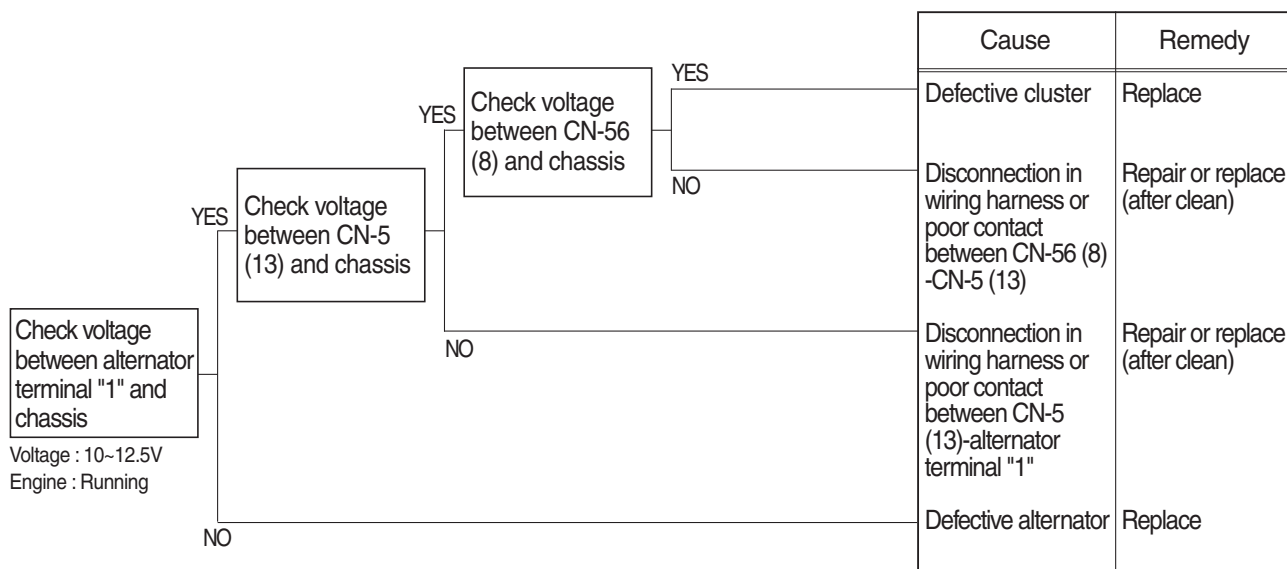 Check voltage
between alternator
terminal "1" and
chassis
Voltage : 10~12.5V
Engine : Running
YES
NO
Check voltage
between CN-5
(13) and chassis
YES
NO
Check voltage
between CN-56
(8) and chassis
YES
NO
Cause
Remedy
Defective cluster
Replace
Disconnection in
wiring harness or
poor contact
between CN-56 (8)
-CN-5 (13)
Repair or replace
(after clean)
Disconnection in
wiring harness or
poor contact
between CN-5
(13)-alternator
terminal "1"
Repair or replace
(after clean)
Defective alternator
Replace